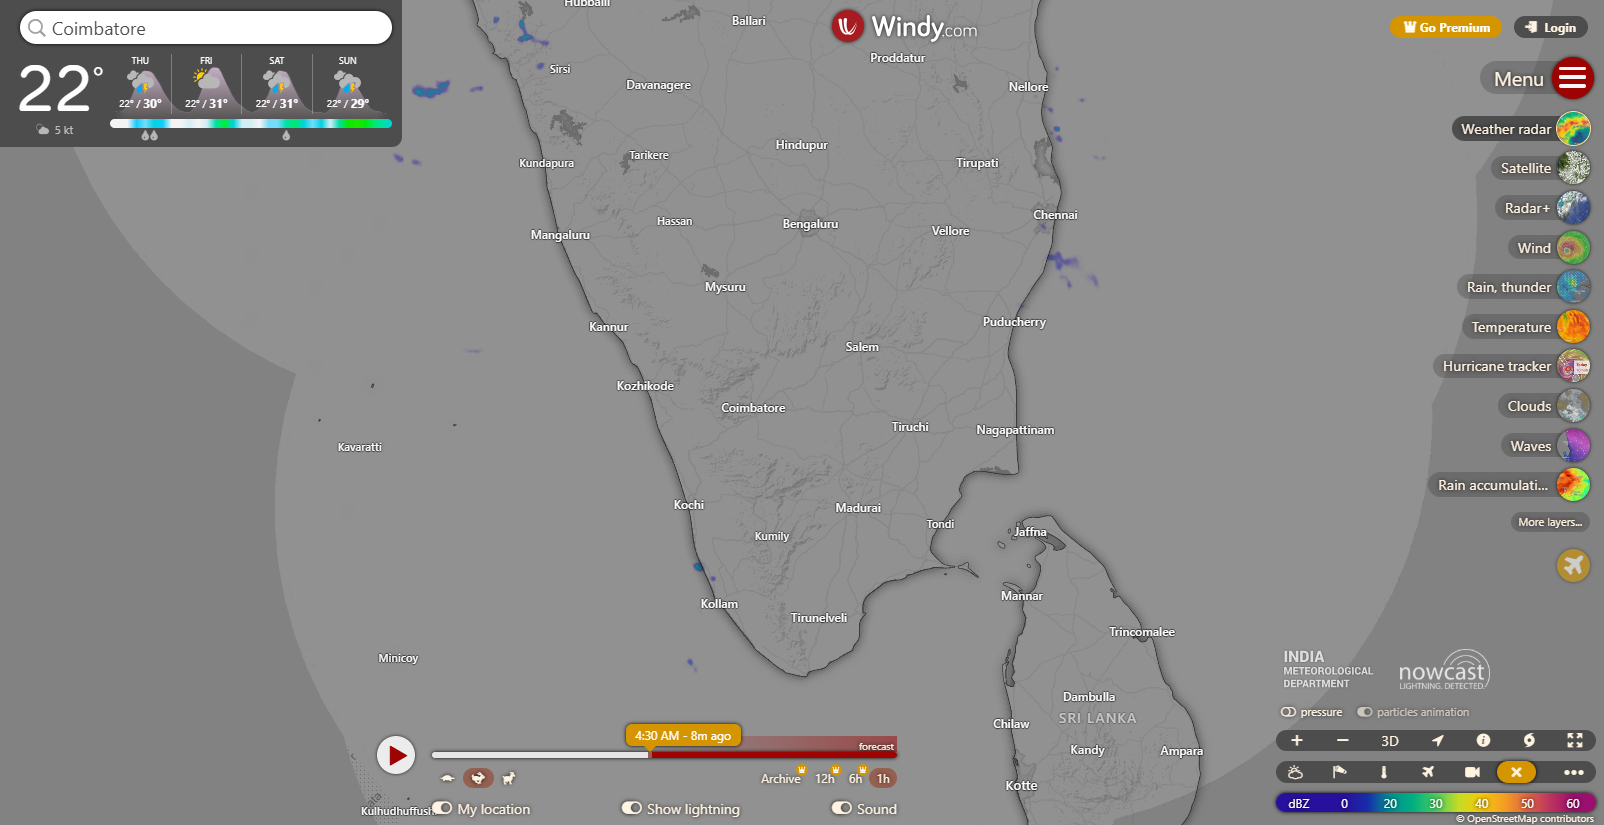 Coimbatore
22°
5 kt
THU
22° / 30°
FRI
22° / 31°
SAT
22° / 31°
SUN
22° / 29°
Windy.com
Go Premium
Login
Menu
Weather radar
Satellite
Radar+
Wind
Rain, thunder
Temperature
Hurricane tracker
Clouds
Waves
Rain accumulati...
More layers...
Hubballi
Ballari
Proddatur
Sirsi
Davanagere
Nellore
Hindupur
Kundapura
Tarikere
Tirupati
Chennai
Hassan
Bengaluru
Vellore
Mangaluru
Mysuru
Kannur
Puducherry
Salem
Kozhikode
Coimbatore
Tiruchi
Nagapattinam
Kavaratti
Kochi
Madurai
Tondi
Jaffna
Kumily
Kollam
Mannar
Tirunelveli
Trincomalee
Minicoy
Dambulla
Chilaw
SRI LANKA
Kandy
Ampara
Kotte
Kulhudhuffushi
4:30 AM - 8m ago
forecast
Archive
12h
6h
1h
My location
Show lightning
Sound
INDIA
METEOROLOGICAL
DEPARTMENT
nowcast
LIGHTNING. DETECTED.
pressure
particles animation
+ − 3D
dBZ 0 20 30 40 50 60
© OpenStreetMap contributors